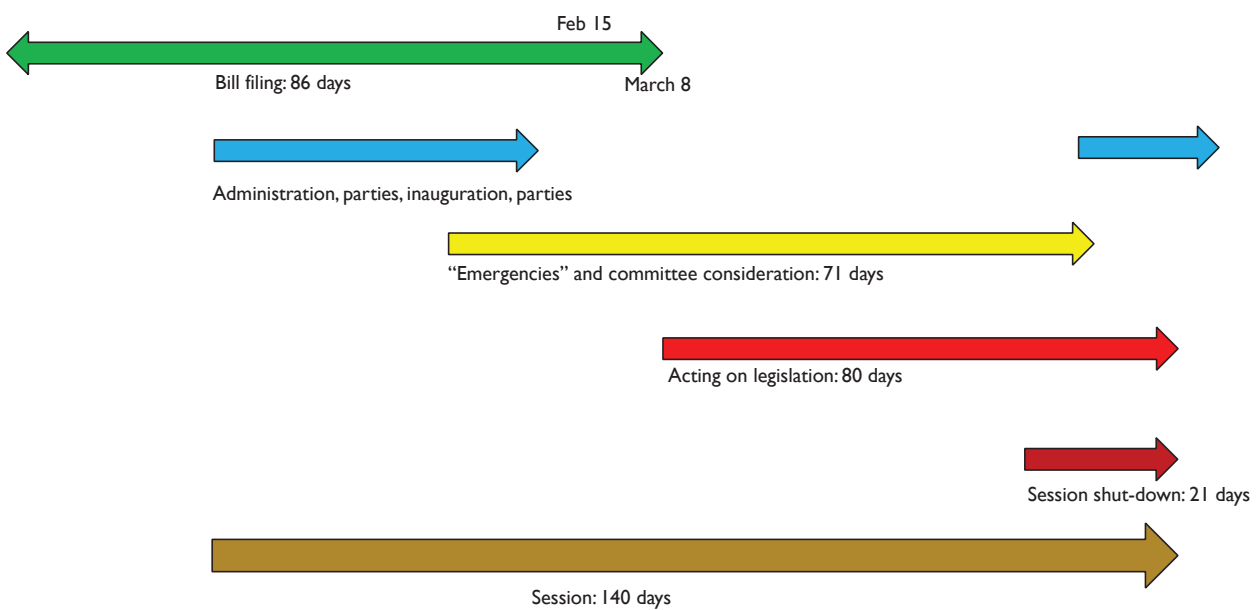 Feb 15
Bill filing: 86 days
March 8
Administration, parties, inauguration, parties
“Emergencies” and committee consideration: 71 days
Acting on legislation: 80 days
Session shut-down: 21 days
Session: 140 days